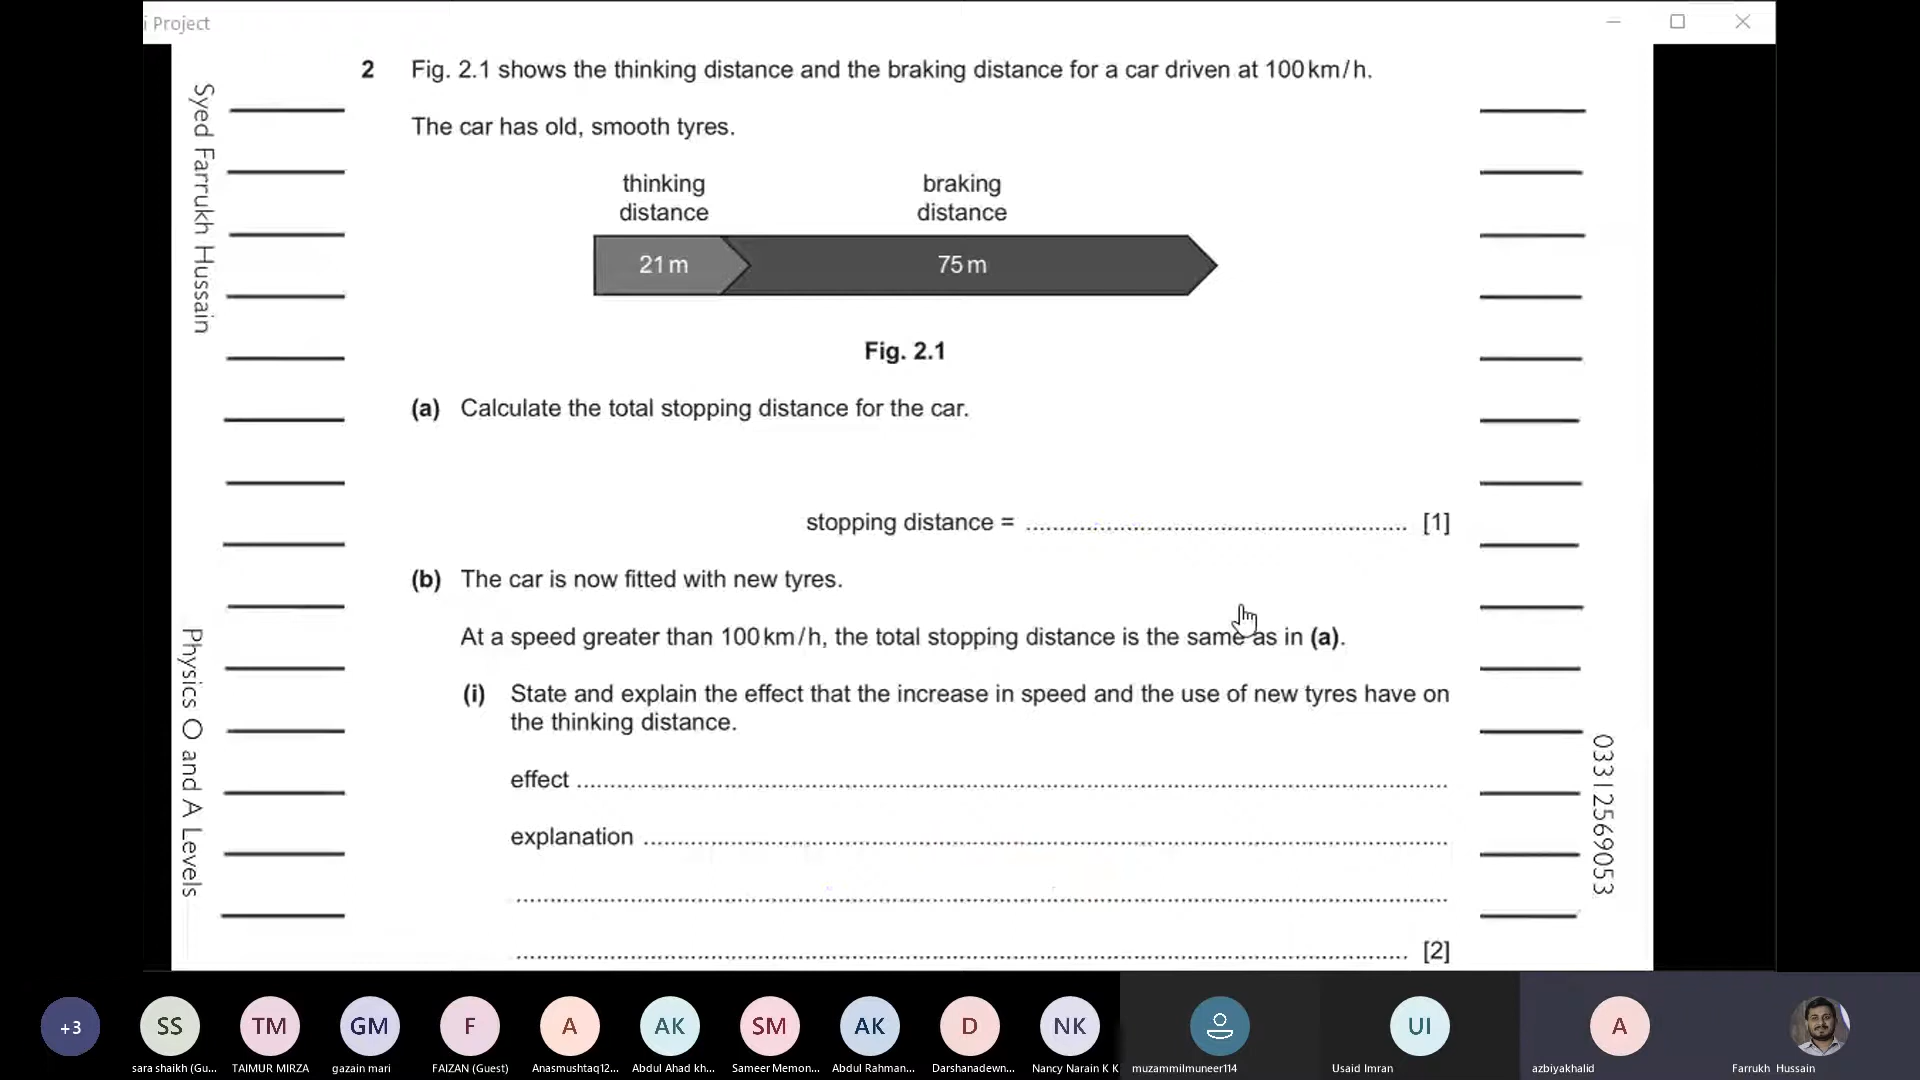 i Project
2 Fig. 2.1 shows the thinking distance and the braking distance for a car driven at 100 km/h.
The car has old, smooth tyres.
thinking distance
braking distance
21 m
75 m
Fig. 2.1
(a) Calculate the total stopping distance for the car.
stopping distance = ........................................................ [1]
(b) The car is now fitted with new tyres.
At a speed greater than 100 km/h, the total stopping distance is the same as in (a).
(i) State and explain the effect that the increase in speed and the use of new tyres have on
the thinking distance.
effect ........................................................
explanation ........................................................
........................................................
........................................................ [2]
Syed Farrukh Hussain
Physics O and A Levels
03312569053
+3
SS
TM
GM
F
A
AK
SM
AK
D
NK
UI
A
sara shaikh (Gu...
TAIMUR MIRZA
gazain mari
FAIZAN (Guest)
Anasmushtaq12...
Abdul Ahad kh...
Sameer Memon...
Abdul Rahman...
Darshanadewn...
Nancy Narain K K
muzammilmuneer114
Usaid Imran
azbiyakhalid
Farrukh Hussain